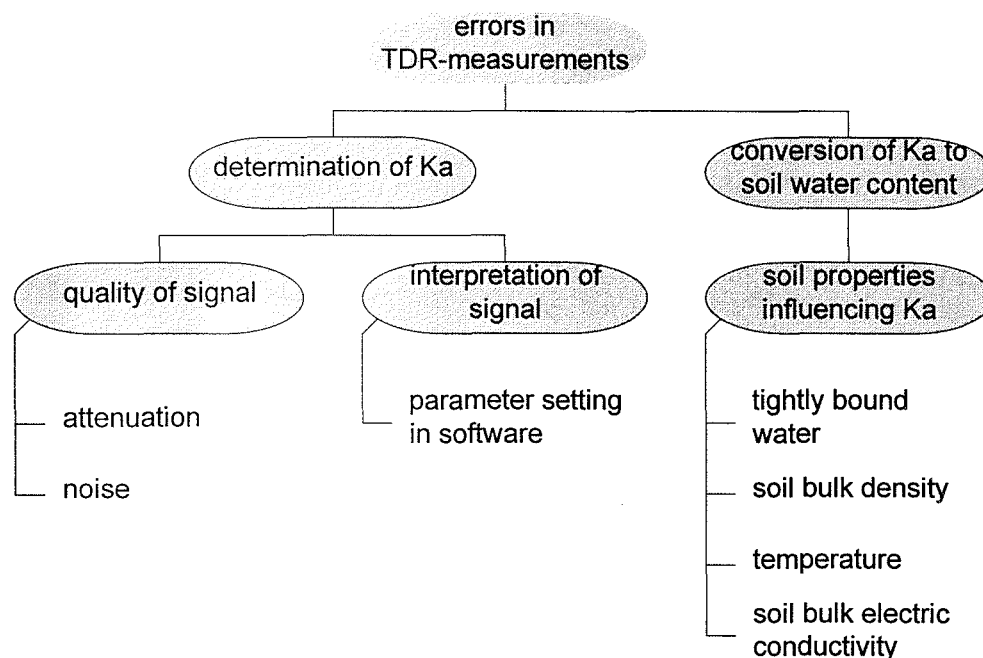 errors in
TDR-measurements
determination of Ka
conversion of Ka to
soil water content
quality of signal
interpretation of
signal
soil properties
influencing Ka
attenuation
noise
parameter setting
in software
tightly bound
water
soil bulk density
temperature
soil bulk electric
conductivity